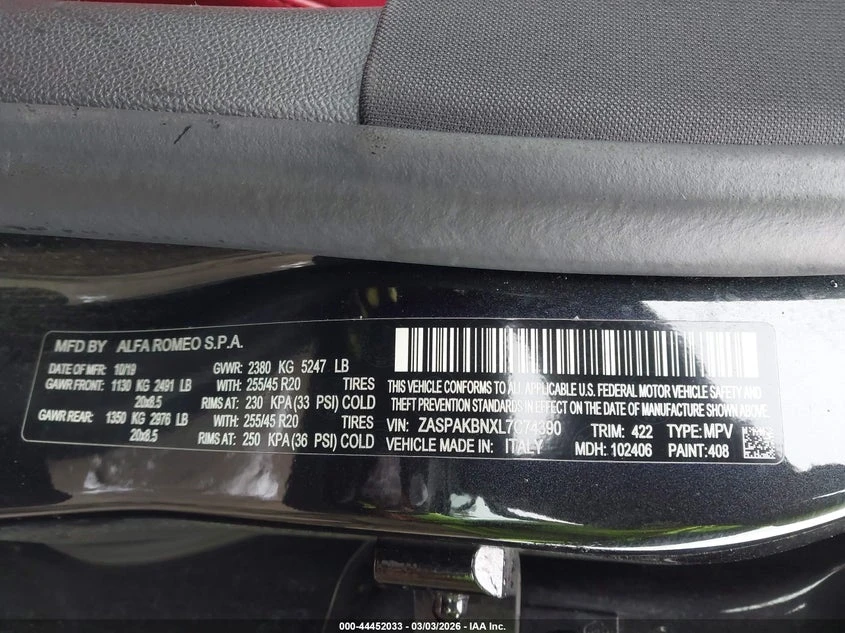 MFD BY ALFA ROMEO S.P.A.
DATE OF MFR: 10/19 GVWR: 2380 KG 5247 LB
GAWR FRONT: 1130 KG 2491 LB WITH: 255/45 R20 TIRES
20x8.5 RIMS AT: 230 KPA (33 PSI) COLD
GAWR REAR: 1350 KG 2976 LB WITH: 255/45 R20 TIRES
20x8.5 RIMS AT: 250 KPA (36 PSI) COLD
THIS VEHICLE CONFORMS TO ALL APPLICABLE U.S. FEDERAL MOTOR VEHICLE SAFETY AND
THEFT PREVENTION STANDARDS IN EFFECT ON THE DATE OF MANUFACTURE SHOWN ABOVE.
VIN: ZASPAKBNXL7C74390 TRIM: 422 TYPE: MPV
VEHICLE MADE IN: ITALY MDH: 102406 PAINT: 408
000-44452033 - 03/03/2026 - IAA Inc.